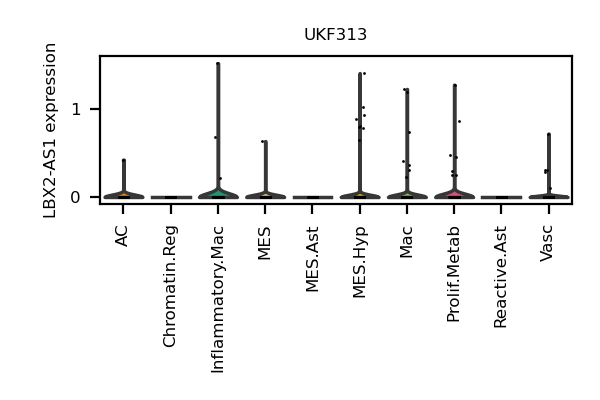 UKF313
LBX2-AS1 expression
1
0
AC
Chromatin.Reg
Inflammatory.Mac
MES
MES.Ast
MES.Hyp
Mac
Prolif.Metab
Reactive.Ast
Vasc